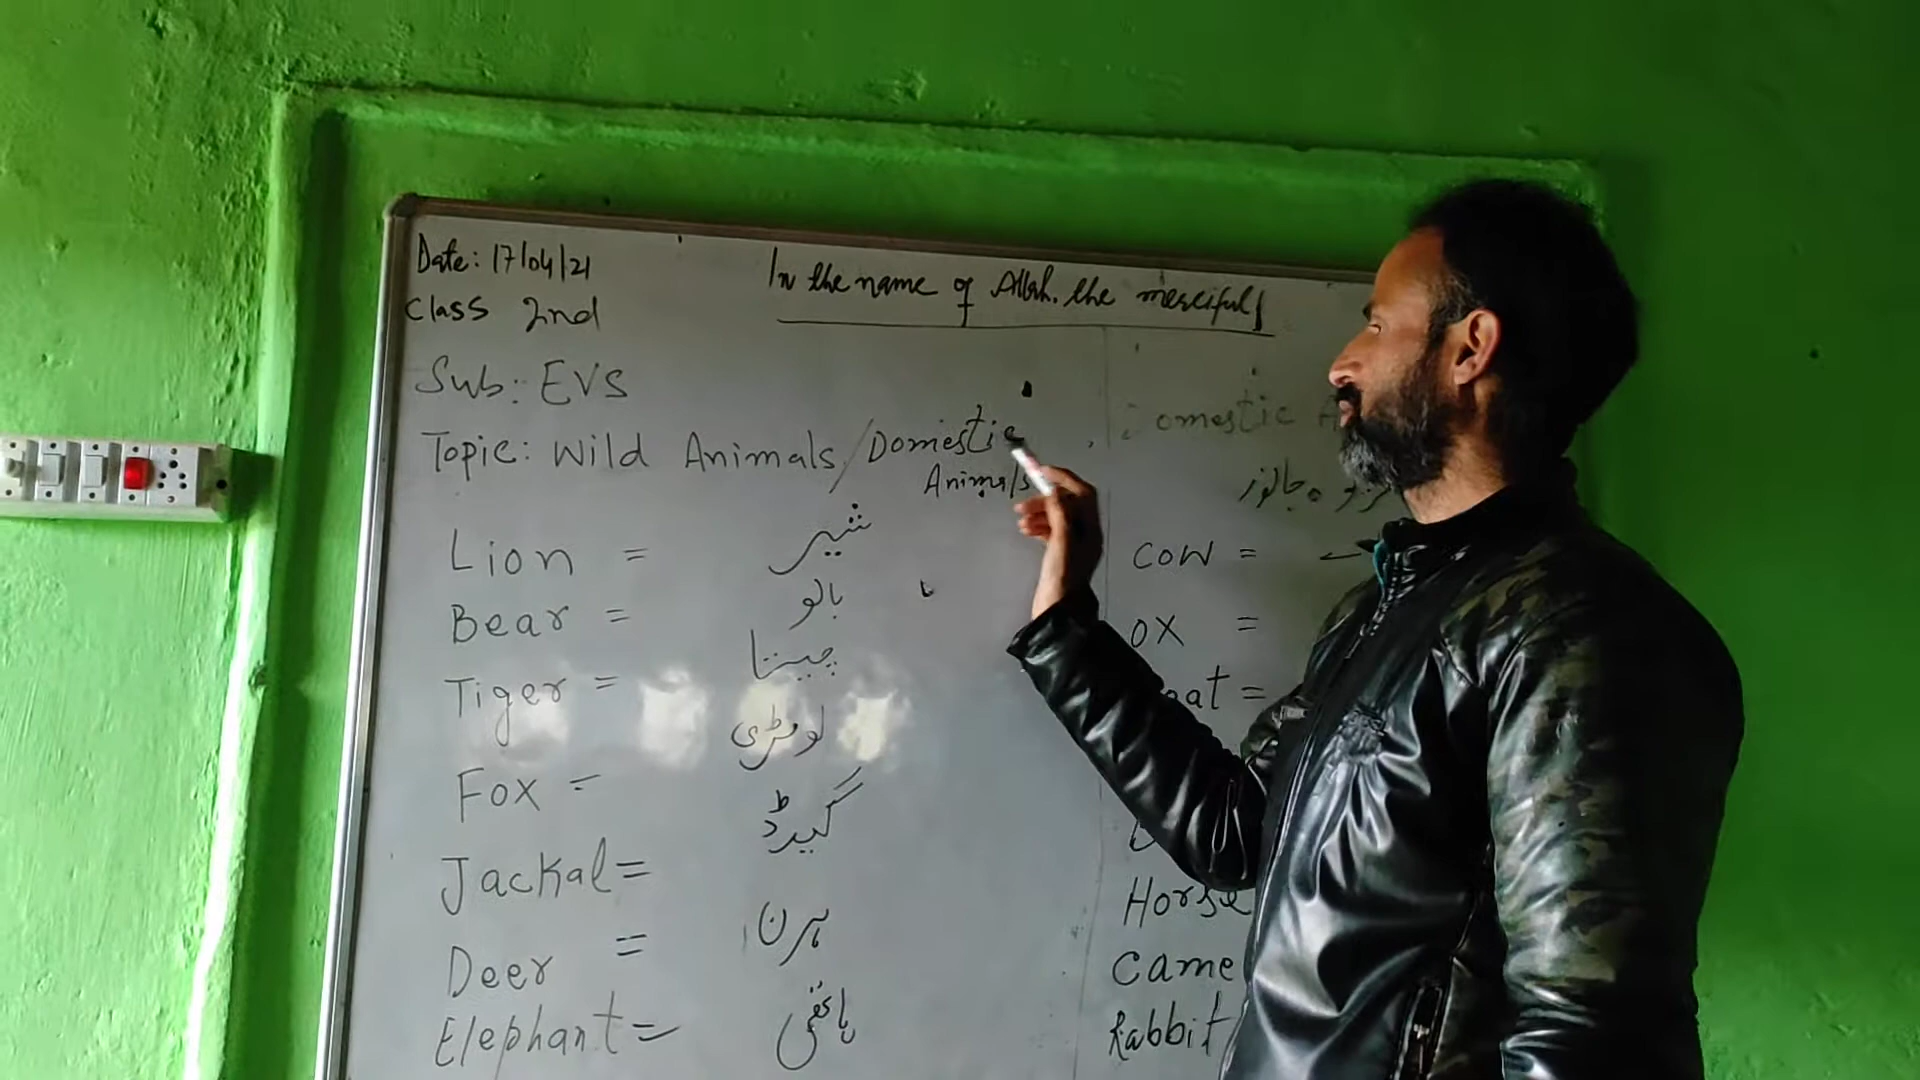 Date: 17/04/21
In the name of Allah, the merciful
Class 2nd
Sub: EVS
Topic: Wild Animals/Domestic
Animals
Lion = شیر
Bear = بالو
Tiger = چیتا
Fox = لومڑی
Jackal = گیدڑ
Deer = ہرن
Elephant = ہاتھی
omestic A
جانور
COW =
OX =
oat =
Horse
Came
Rabbit